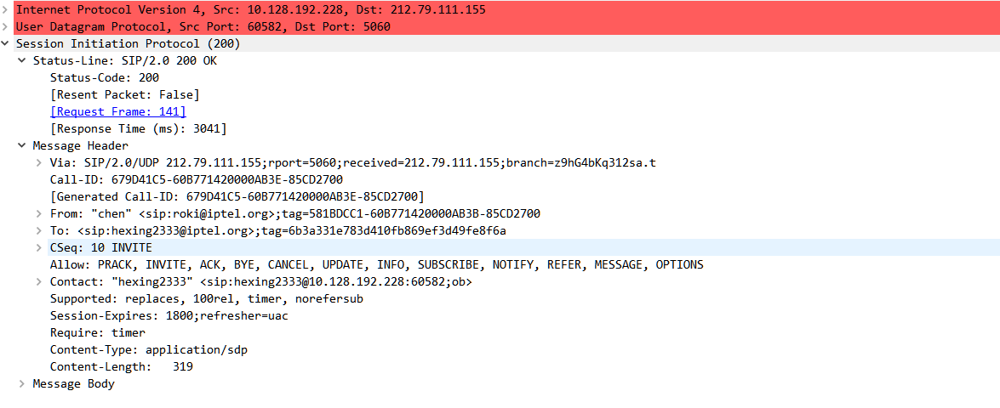 Internet Protocol Version 4, Src: 10.128.192.228, Dst: 212.79.111.155
User Datagram Protocol, Src Port: 60582, Dst Port: 5060
Session Initiation Protocol (200)
Status-Line: SIP/2.0 200 OK
Status-Code: 200
[Resent Packet: False]
[Request Frame: 141]
[Response Time (ms): 3041]
Message Header
Via: SIP/2.0/UDP 212.79.111.155;rport=5060;received=212.79.111.155;branch=z9hG4bKq312sa.t
Call-ID: 679D41C5-60B771420000AB3E-85CD2700
[Generated Call-ID: 679D41C5-60B771420000AB3E-85CD2700]
From: "chen" <sip:roki@iptel.org>;tag=581BDCC1-60B771420000AB3B-85CD2700
To: <sip:hexing2333@iptel.org>;tag=6b3a331e783d410fb869ef3d49fe8f6a
CSeq: 10 INVITE
Allow: PRACK, INVITE, ACK, BYE, CANCEL, UPDATE, INFO, SUBSCRIBE, NOTIFY, REFER, MESSAGE, OPTIONS
Contact: "hexing2333" <sip:hexing2333@10.128.192.228:60582;ob>
Supported: replaces, 100rel, timer, norefersub
Session-Expires: 1800;refresher=uac
Require: timer
Content-Type: application/sdp
Content-Length:   319
Message Body